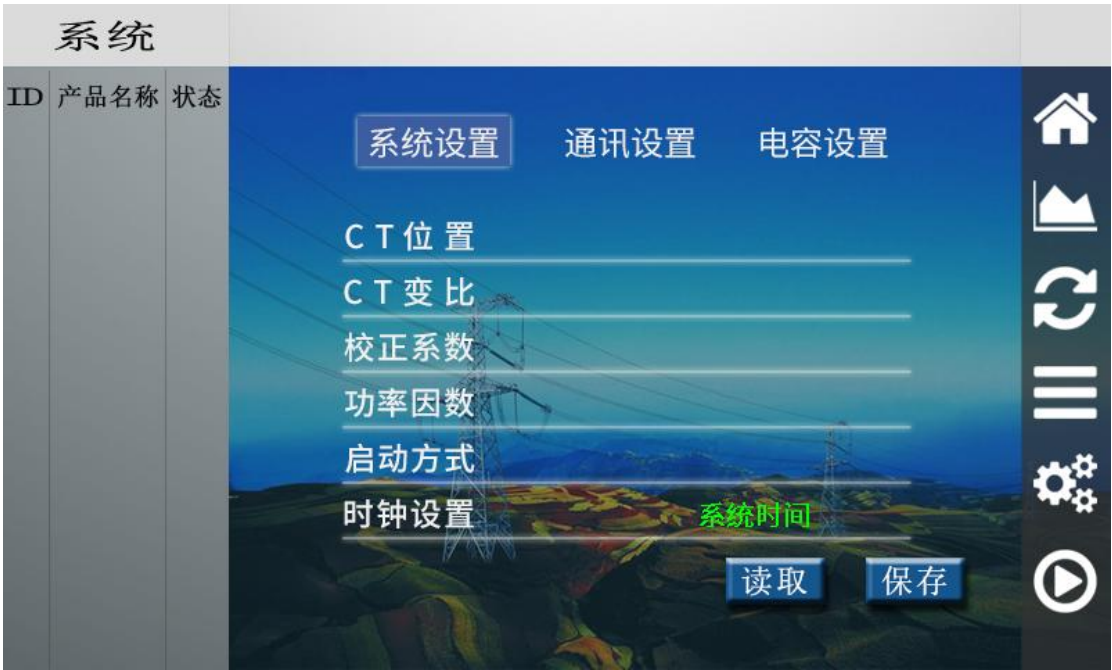 系统
ID 产品名称 状态
系统设置 通讯设置 电容设置
CT位置
CT变比
校正系数
功率因数
启动方式
时钟设置 系统时间
读取 保存